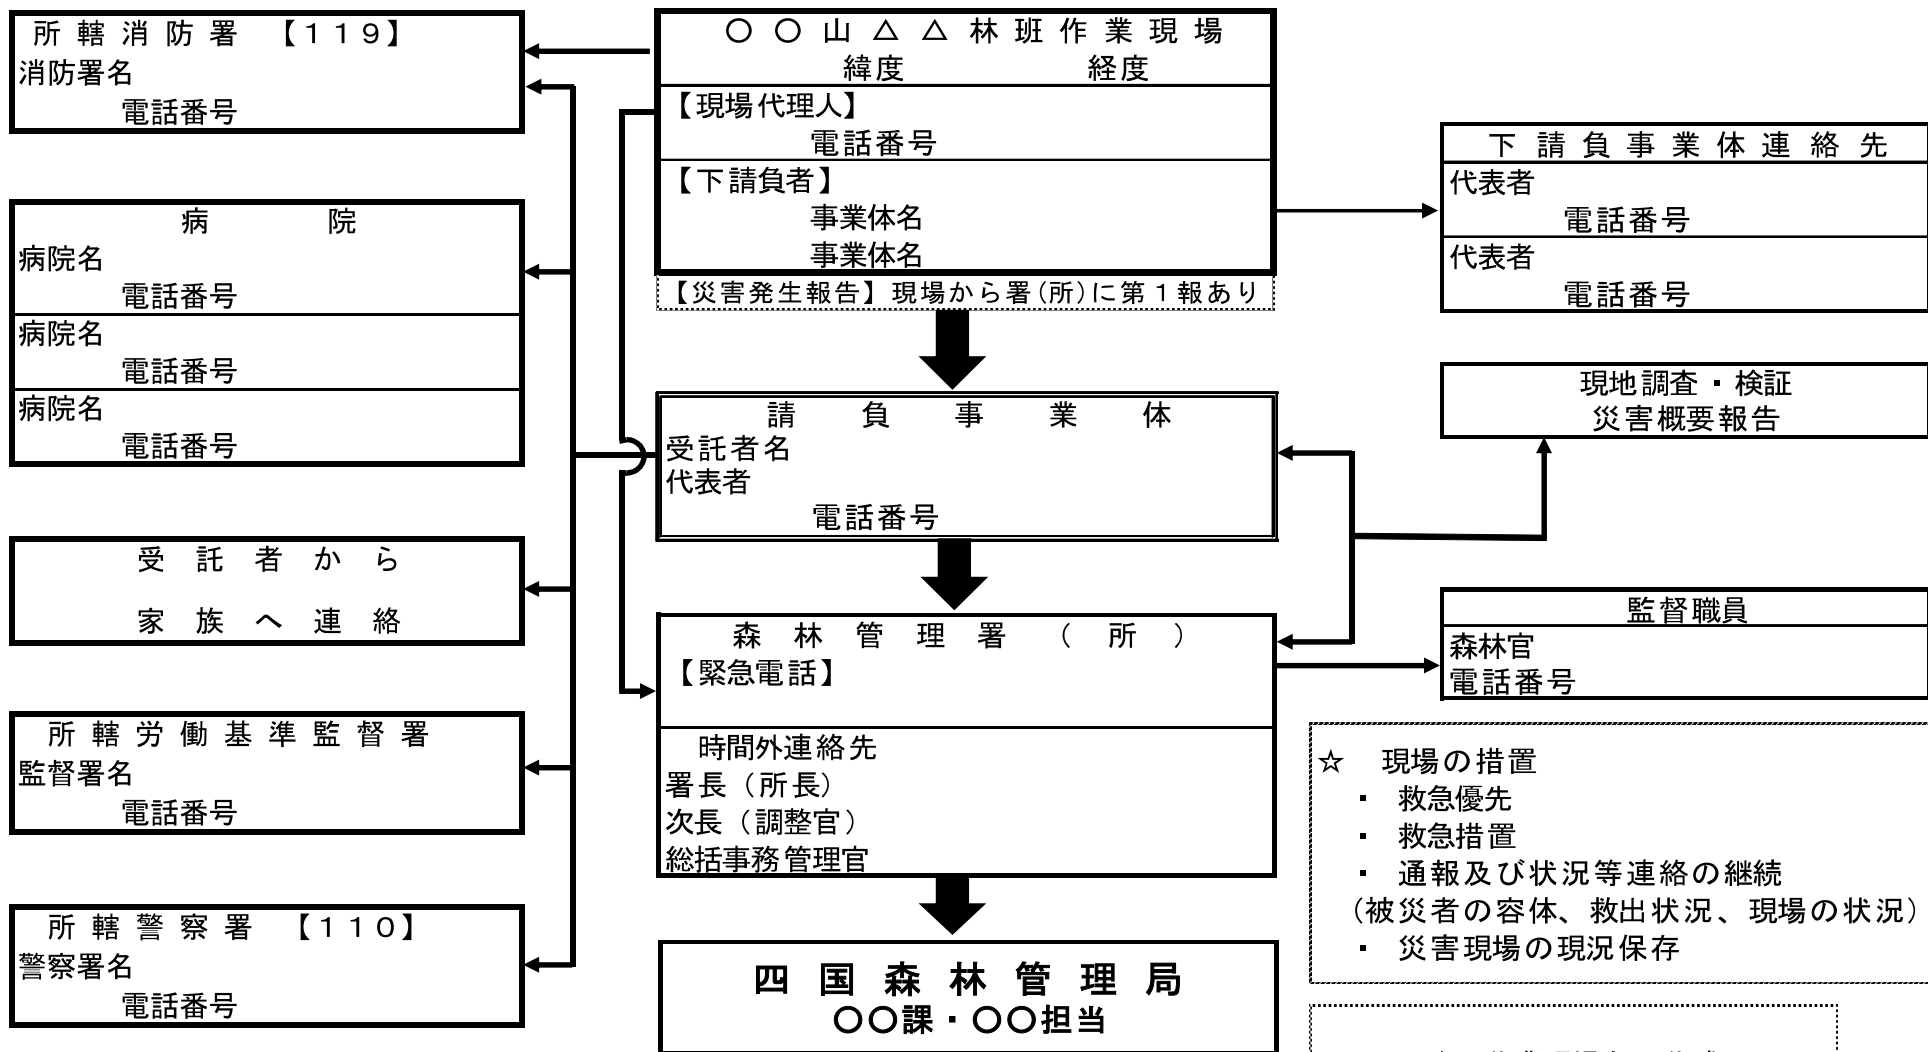 所轄消防署 【１１９】
消防署名
電話番号
病院
病院名
電話番号
病院名
電話番号
病院名
電話番号
受託者から
家族へ連絡
所轄労働基準監督署
監督署名
電話番号
所轄警察署 【１１０】
警察署名
電話番号
〇〇山△△林班作業現場
緯度 経度
【現場代理人】
電話番号
【下請負者】
事業体名
事業体名
【災害発生報告】現場から署(所)に第１報あり
請負事業体
受託者名
代表者
電話番号
森林管理署（所）
【緊急電話】
時間外連絡先
署長（所長）
次長（調整官）
総括事務管理官
四国森林管理局
〇〇課・〇〇担当
下請負事業体連絡先
代表者
電話番号
代表者
電話番号
現地調査・検証
災害概要報告
監督職員
森林官
電話番号
☆ 現場の措置
・ 救急優先
・ 救急措置
・ 通報及び状況等連絡の継続
（被災者の容体、救出状況、現場の状況）
・ 災害現場の現況保存